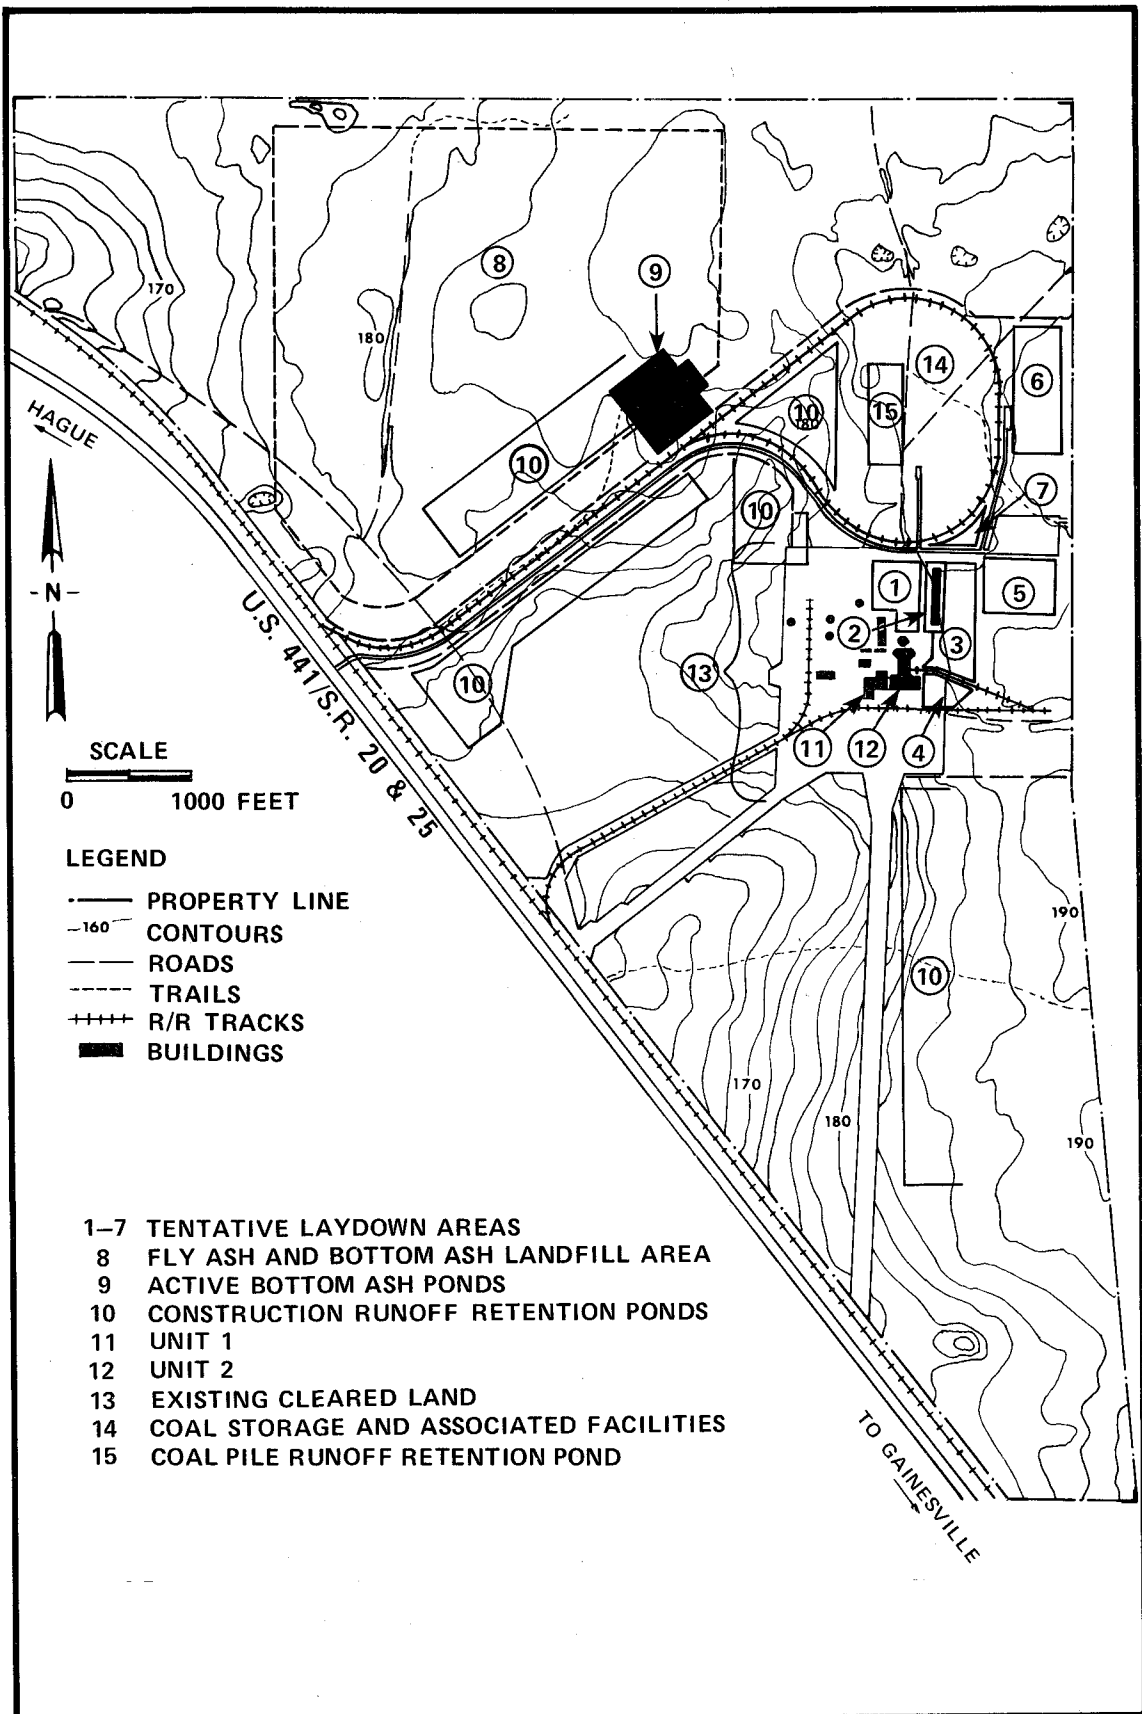 8
9
170
180
14
6
10
180
15
HAGUE
10
7
10
- N -
1
5
2
3
U.S. 441/S.R. 20 & 25
13
10
SCALE
11
12
4
0 1000 FEET
LEGEND
PROPERTY LINE
160 CONTOURS
ROADS
TRAILS
R/R TRACKS
BUILDINGS
190
10
170
180
190
1–7 TENTATIVE LAYDOWN AREAS
8 FLY ASH AND BOTTOM ASH LANDFILL AREA
9 ACTIVE BOTTOM ASH PONDS
10 CONSTRUCTION RUNOFF RETENTION PONDS
11 UNIT 1
12 UNIT 2
13 EXISTING CLEARED LAND
14 COAL STORAGE AND ASSOCIATED FACILITIES
15 COAL PILE RUNOFF RETENTION POND
TO GAINESVILLE